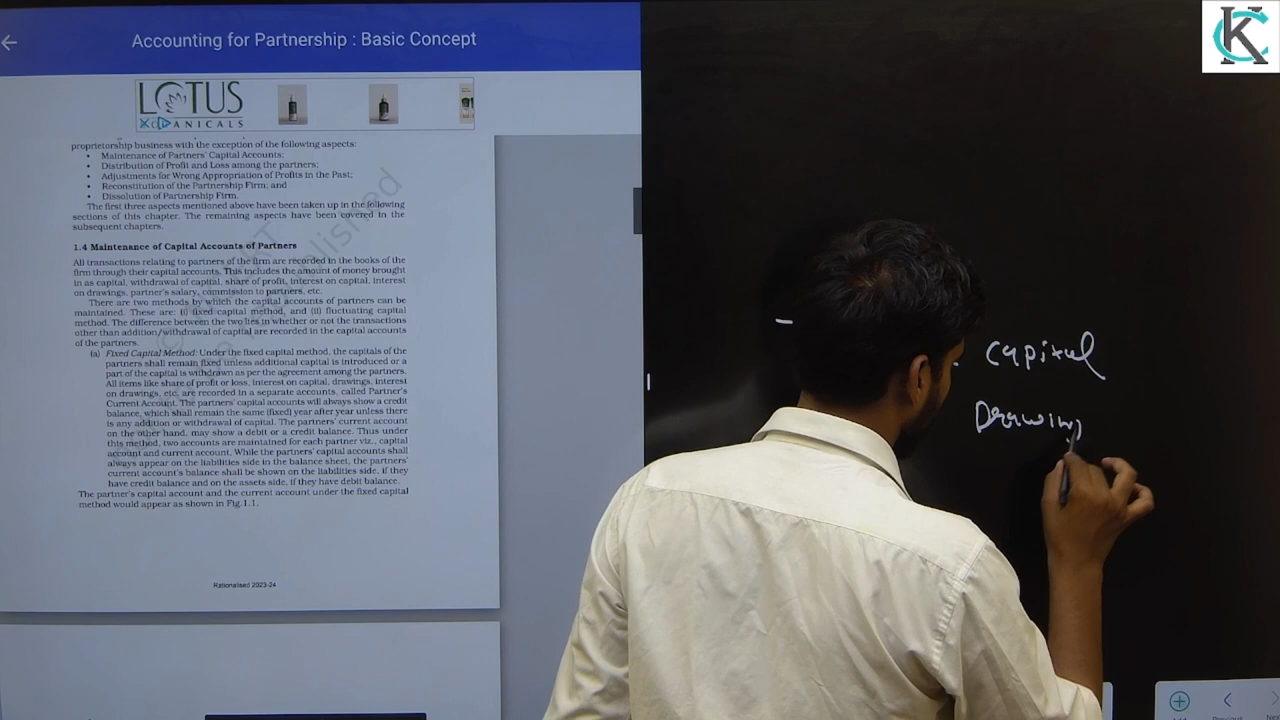 Accounting for Partnership : Basic Concept
LOTUS
BOTANICALS
proprietorship business with the exception of the following aspects:
• Maintenance of Partners' Capital Accounts;
• Distribution of Profit and Loss among the partners;
• Adjustments for Wrong Appropriation of Profits in the Past;
• Reconstitution of the Partnership Firm; and
• Dissolution of Partnership Firm.
The first three aspects mentioned above have been taken up in the following
sections of this chapter. The remaining aspects have been covered in the
subsequent chapters.
1.4 Maintenance of Capital Accounts of Partners
All transactions relating to partners of the firm are recorded in the books of the
firm through their capital accounts. This includes the amount of money brought
in as capital, withdrawal of capital, share of profit, interest on capital, interest
on drawings, partner's salary, commission to partners, etc.
There are two methods by which the capital accounts of partners can be
maintained. These are: (i) fixed capital method, and (ii) fluctuating capital
method. The difference between the two lies in whether or not the transactions
other than addition/withdrawal of capital are recorded in the capital accounts
of the partners.
(a) Fixed Capital Method: Under the fixed capital method, the capitals of the
partners shall remain fixed unless additional capital is introduced or a
part of the capital is withdrawn as per the agreement among the partners.
All items like share of profit or loss, interest on capital, drawings, interest
on drawings, etc. are recorded in a separate accounts, called Partner's
Current Account. The partners' capital accounts will always show a credit
balance, which shall remain the same (fixed) year after year unless there
is any addition or withdrawal of capital. The partners' current account
on the other hand, may show a debit or a credit balance. Thus under
this method, two accounts are maintained for each partner viz., capital
account and current account, While the partners' capital accounts shall
always appear on the liabilities side in the balance sheet, the partners'
current account's balance shall be shown on the liabilities side, if they
have credit balance and on the assets side, if they have debit balance.
The partner's capital account and the current account under the fixed capital
method would appear as shown in Fig.1.1.
Rationalised 2023-24
KC
Capital
Drawing
Previous